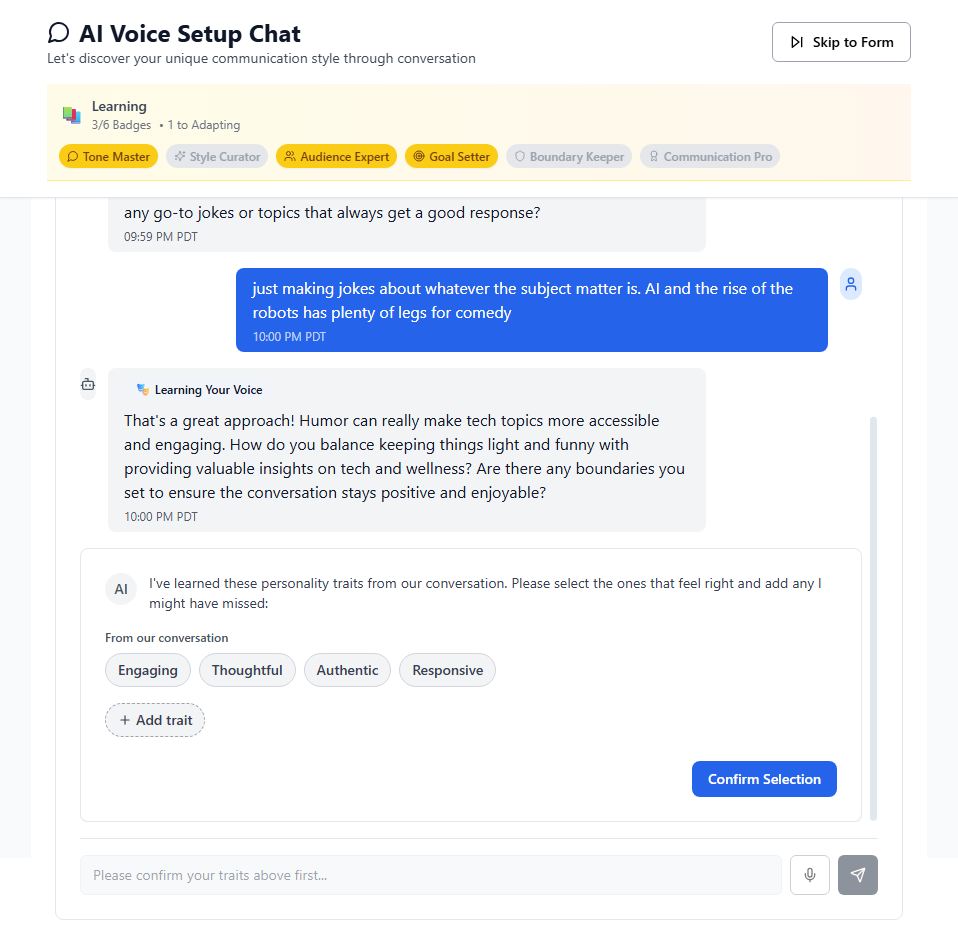 AI Voice Setup Chat
Let's discover your unique communication style through conversation
Skip to Form
Learning
3/6 Badges • 1 to Adapting
Tone Master
Style Curator
Audience Expert
Goal Setter
Boundary Keeper
Communication Pro
any go-to jokes or topics that always get a good response?
09:59 PM PDT
just making jokes about whatever the subject matter is. AI and the rise of the
robots has plenty of legs for comedy
10:00 PM PDT
Learning Your Voice
That's a great approach! Humor can really make tech topics more accessible
and engaging. How do you balance keeping things light and funny with
providing valuable insights on tech and wellness? Are there any boundaries you
set to ensure the conversation stays positive and enjoyable?
10:00 PM PDT
AI
I've learned these personality traits from our conversation. Please select the ones that feel right and add any I
might have missed:
From our conversation
Engaging
Thoughtful
Authentic
Responsive
+ Add trait
Confirm Selection
Please confirm your traits above first...